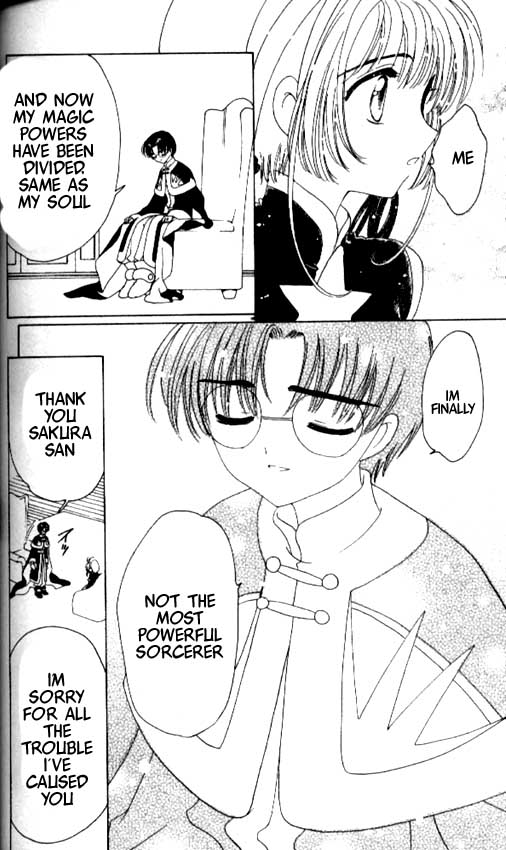 ME
AND NOW
MY MAGIC
POWERS
HAVE BEEN
DIVIDED.
SAME AS
MY SOUL
IM
FINALLY
NOT THE
MOST
POWERFUL
SORCERER
THANK
YOU
SAKURA
SAN
I'M
SORRY
FOR ALL
THE
TROUBLE
I'VE
CAUSED
YOU